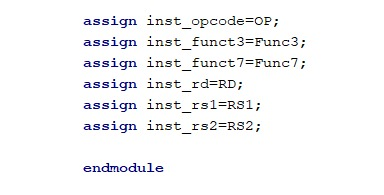 assign inst_opcode=OP;
assign inst_funct3=Func3;
assign inst_funct7=Func7;
assign inst_rd=RD;
assign inst_rs1=RS1;
assign inst_rs2=RS2;
endmodule